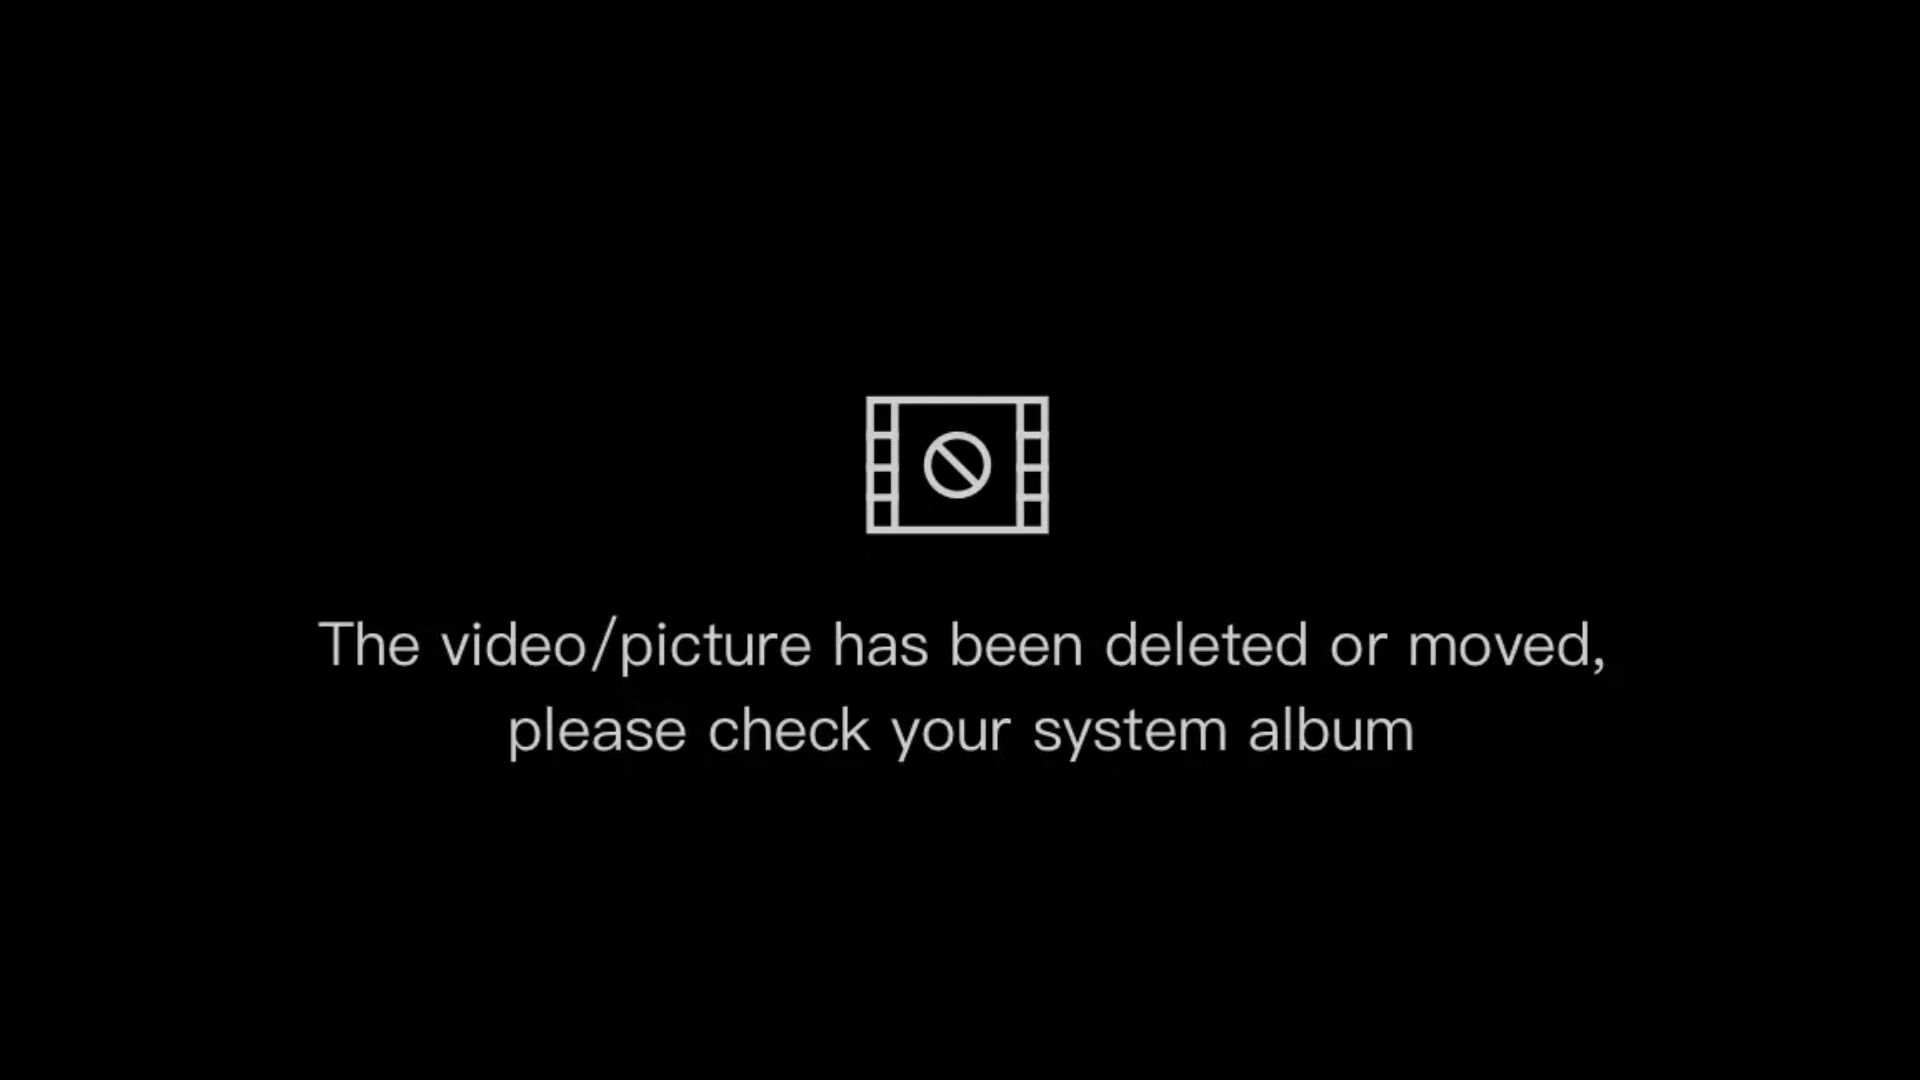 The video/picture has been deleted or moved,
please check your system album